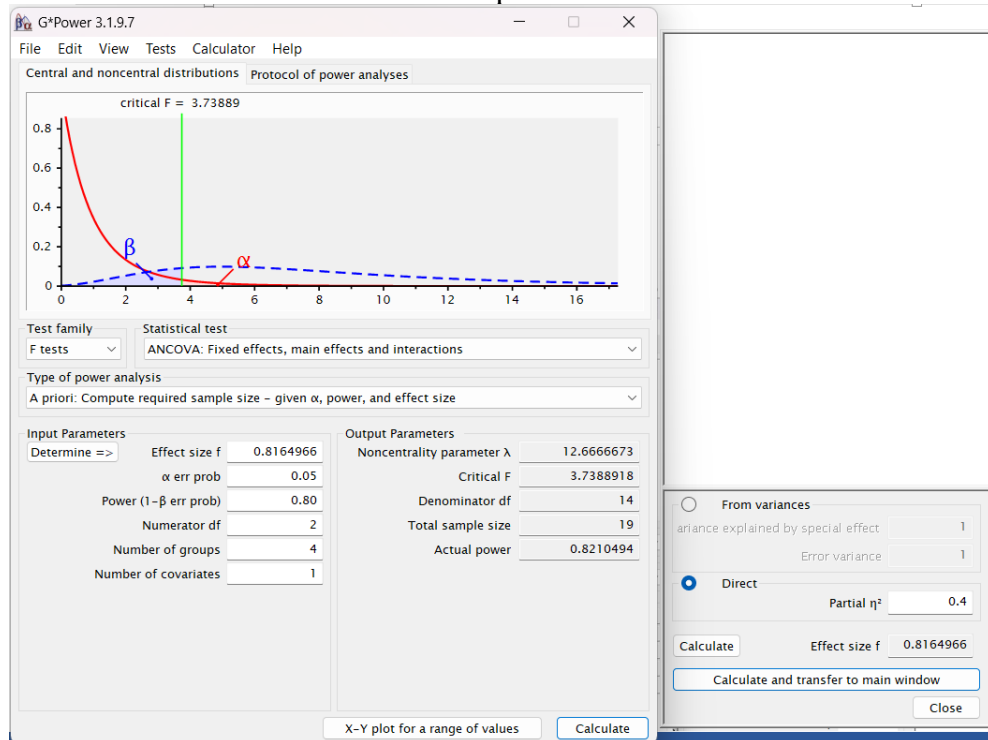 G*Power 3.1.9.7
File Edit View Tests Calculator Help
Central and noncentral distributions Protocol of power analyses
critical F = 3.73889
0.8
0.6
0.4
0.2
0
β
α
0 2 4 6 8 10 12 14 16
Test family Statistical test
F tests ANCOVA: Fixed effects, main effects and interactions
Type of power analysis
A priori: Compute required sample size – given α, power, and effect size
Input Parameters
Determine => Effect size f 0.8164966
α err prob 0.05
Power (1-β err prob) 0.80
Numerator df 2
Number of groups 4
Number of covariates 1
Output Parameters
Noncentrality parameter λ 12.6666673
Critical F 3.7388918
Denominator df 14
Total sample size 19
Actual power 0.8210494
X-Y plot for a range of values Calculate
From variances
ariance explained by special effect 1
Error variance 1
Direct
Partial η² 0.4
Calculate Effect size f 0.8164966
Calculate and transfer to main window
Close